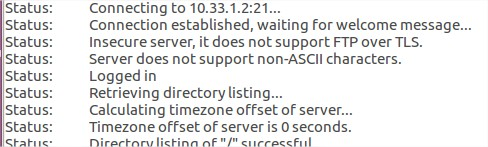 Status: Connecting to 10.33.1.2:21...
Status: Connection established, waiting for welcome message...
Status: Insecure server, it does not support FTP over TLS.
Status: Server does not support non-ASCII characters.
Status: Logged in
Status: Retrieving directory listing...
Status: Calculating timezone offset of server...
Status: Timezone offset of server is 0 seconds.
Status: Directory listing of "/" successful